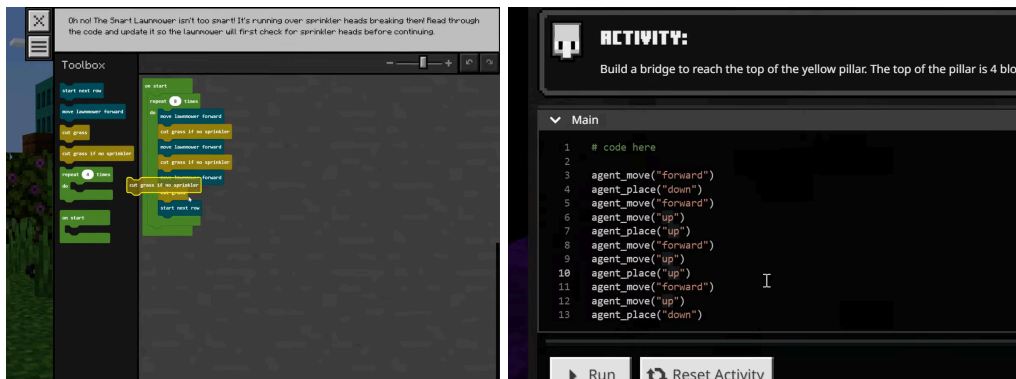 Oh no! The Smart Lawnmower isn't too smart! It's running over sprinkler heads breaking them! Read through
the code and update it so the lawnmower will first check for sprinkler heads before continuing.
Toolbox
start next row
move lawnmower forward
cut grass
cut grass if no sprinkler
repeat 4 times
do
on start
on start
repeat 8 times
do
move lawnmower forward
cut grass if no sprinkler
move lawnmower forward
cut grass if no sprinkler
forward
cut grass if no sprinkler
start next row
ACTIVITY:
Build a bridge to reach the top of the yellow pillar. The top of the pillar is 4 blo
Main
1 # code here
2
3 agent_move("forward")
4 agent_place("down")
5 agent_move("forward")
6 agent_move("up")
7 agent_place("up")
8 agent_move("forward")
9 agent_move("up")
10 agent_place("up")
11 agent_move("forward")
12 agent_move("up")
13 agent_place("down")
Run
Reset Activity